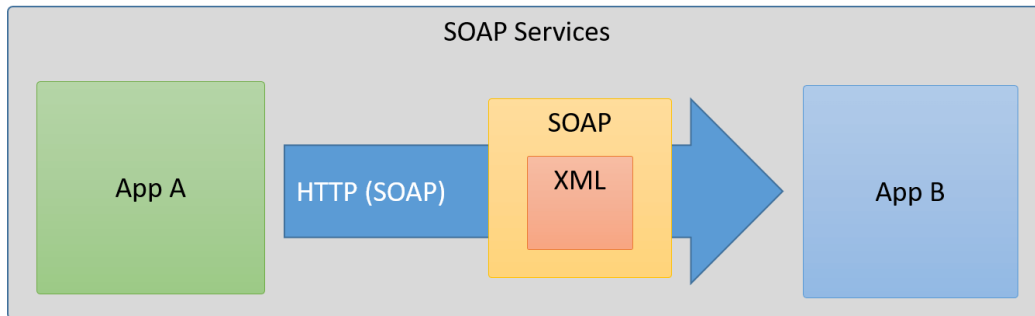 SOAP Services
App A
HTTP (SOAP)
SOAP
XML
App B